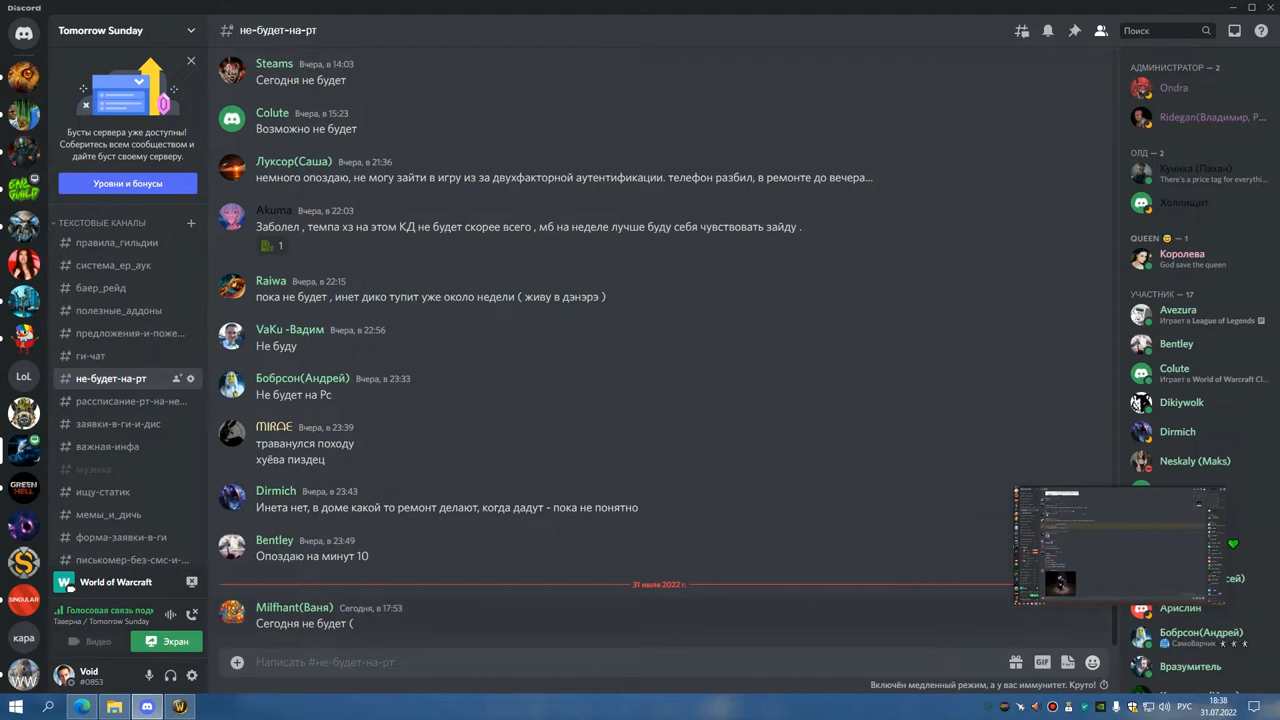 Discord
Tomorrow Sunday
не-будет-на-рт
Поиск
Бусты сервера уже доступны!
Соберитесь всем сообществом и
дайте буст своему серверу.
Уровни и бонусы
ТЕКСТОВЫЕ КАНАЛЫ
правила_гильдии
система_ер_аук
баер_рейд
полезные_аддоны
предложения-и-поже...
ги-чат
не-будет-на-рт
рассписание-рт-на-не...
заявки-в-ги-и-дис
важная-инфа
музыка
ищу-статик
мемы_и_дичь
форма-заявки-в-ги
писькомер-без-смс-и-...
LoL
GREEN
HELL
SINGULAR
кара
World of Warcraft
Голосовая связь подк
Таверна / Tomorrow Sunday
Видео
Экран
Void
#0853
Steams Вчера, в 14:03
Сегодня не будет
Colute Вчера, в 15:23
Возможно не будет
Луксор(Саша) Вчера, в 21:36
немного опоздаю, не могу зайти в игру из за двухфакторной аутентификации. телефон разбил, в ремонте до вечера...
Akuma Вчера, в 22:03
Заболел , темпа хз на этом КД не будет скорее всего , мб на неделе лучше буду себя чувствовать зайду .
1
Raiwa Вчера, в 22:15
пока не будет , инет дико тупит уже около недели ( живу в дэнэрэ )
VaKu -Вадим Вчера, в 22:56
Не буду
Бобрсон(Андрей) Вчера, в 23:33
Не будет на Рс
MIRAE Вчера, в 23:39
траванулся походу
хуёва пиздец
Dirmich Вчера, в 23:43
Инета нет, в доме какой то ремонт делают, когда дадут - пока не понятно
Bentley Вчера, в 23:49
Опоздаю на минут 10
31 июля 2022 г.
Milfhant(Ваня) Сегодня, в 17:53
Сегодня не будет (
Написать #не-будет-на-рт
GIF
Включён медленный режим, а у вас иммунитет. Круто!
АДМИНИСТРАТОР — 2
Ondra
Ridegan(Владимир, Р...
ОЛД — 2
Куника (Пахан)
There's a price tag for everythi...
Холлищит
QUEEN — 1
Королева
God save the queen
УЧАСТНИК — 17
Avezura
Играет в League of Legends
Bentley
Colute
Играет в World of Warcraft Cl...
Dikiywolk
Dirmich
Neskaly (Maks)
Арислин
Бобрсон(Андрей)
СамоВарчик
Вразумитель
РУС
18:38
31.07.2022